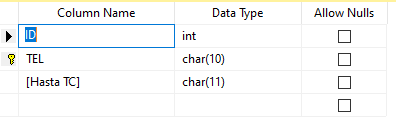 Column Name Data Type Allow Nulls
ID int
TEL char(10)
[Hasta TC] char(11)